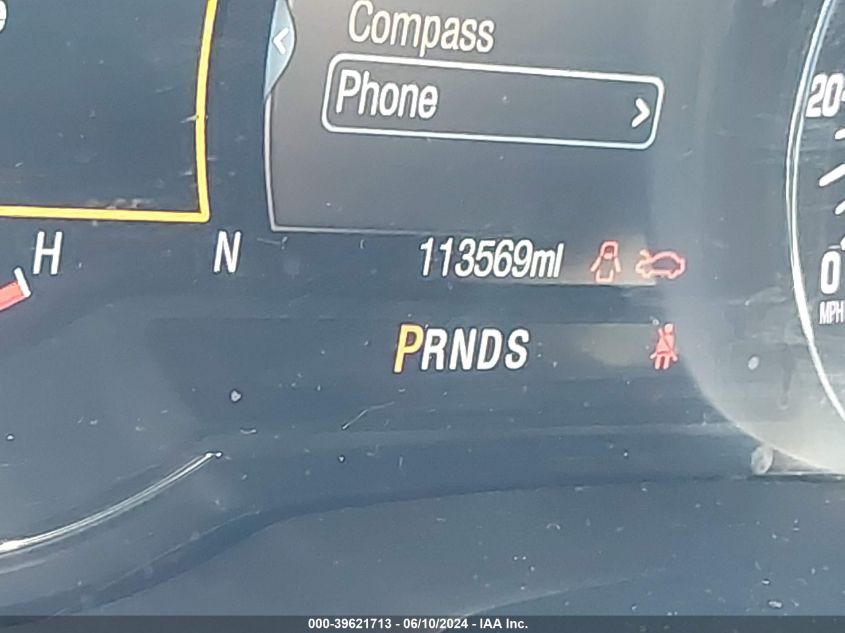 Compass
Phone
20
H
N
113569mi
0
MPH
PRNDS
000-39621713 - 06/10/2024 - IAA Inc.